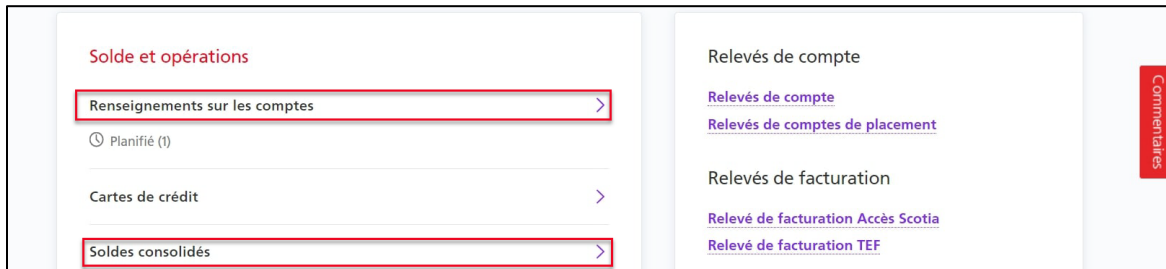 Solde et opérations
Renseignements sur les comptes
Planifié (1)
Cartes de crédit
Soldes consolidés
Relevés de compte
Relevés de compte
Relevés de comptes de placement
Relevés de facturation
Relevé de facturation Accès Scotia
Relevé de facturation TEF
Commentaires